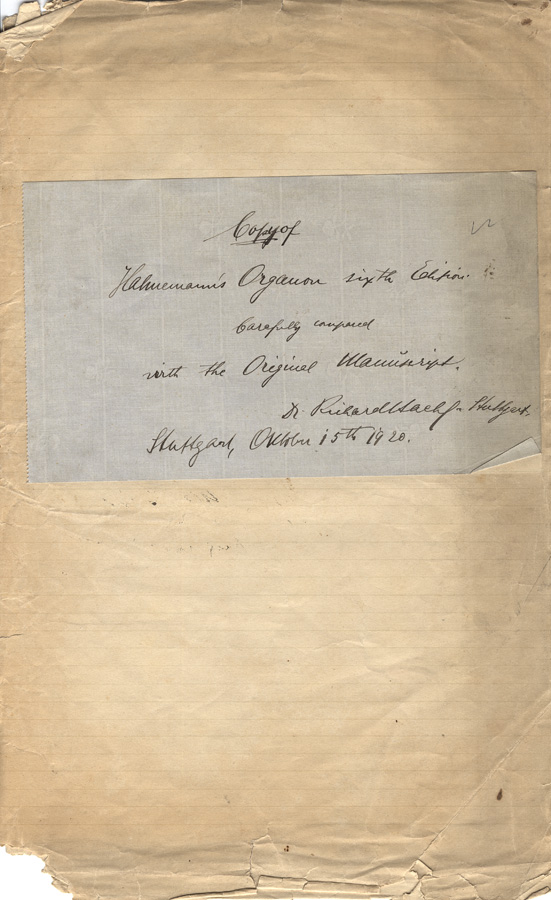 Copy of
Hahnemann's Organon sixth Edition.
Carefully compared
with the Original Manuscript.
Dr. Richard Haehl - Stuttgart.
Stuttgart, Oktober 15th 1920.